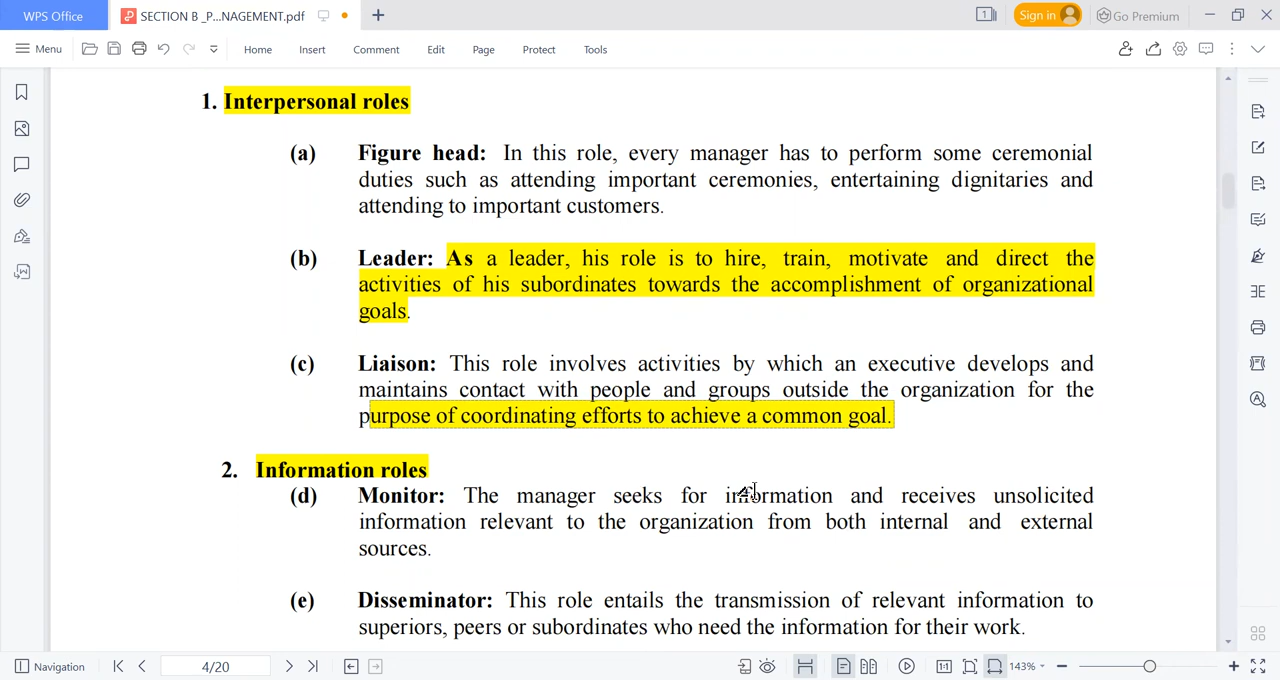 WPS Office SECTION B _P...NAGEMENT.pdf 1 Sign in Go Premium
Menu Home Insert Comment Edit Page Protect Tools
1. Interpersonal roles
(a) Figure head: In this role, every manager has to perform some ceremonial
duties such as attending important ceremonies, entertaining dignitaries and
attending to important customers.
(b) Leader: As a leader, his role is to hire, train, motivate and direct the
activities of his subordinates towards the accomplishment of organizational
goals.
(c) Liaison: This role involves activities by which an executive develops and
maintains contact with people and groups outside the organization for the
purpose of coordinating efforts to achieve a common goal.
2. Information roles
(d) Monitor: The manager seeks for information and receives unsolicited
information relevant to the organization from both internal and external
sources.
(e) Disseminator: This role entails the transmission of relevant information to
superiors, peers or subordinates who need the information for their work.
Navigation 4/20 1:1 143%